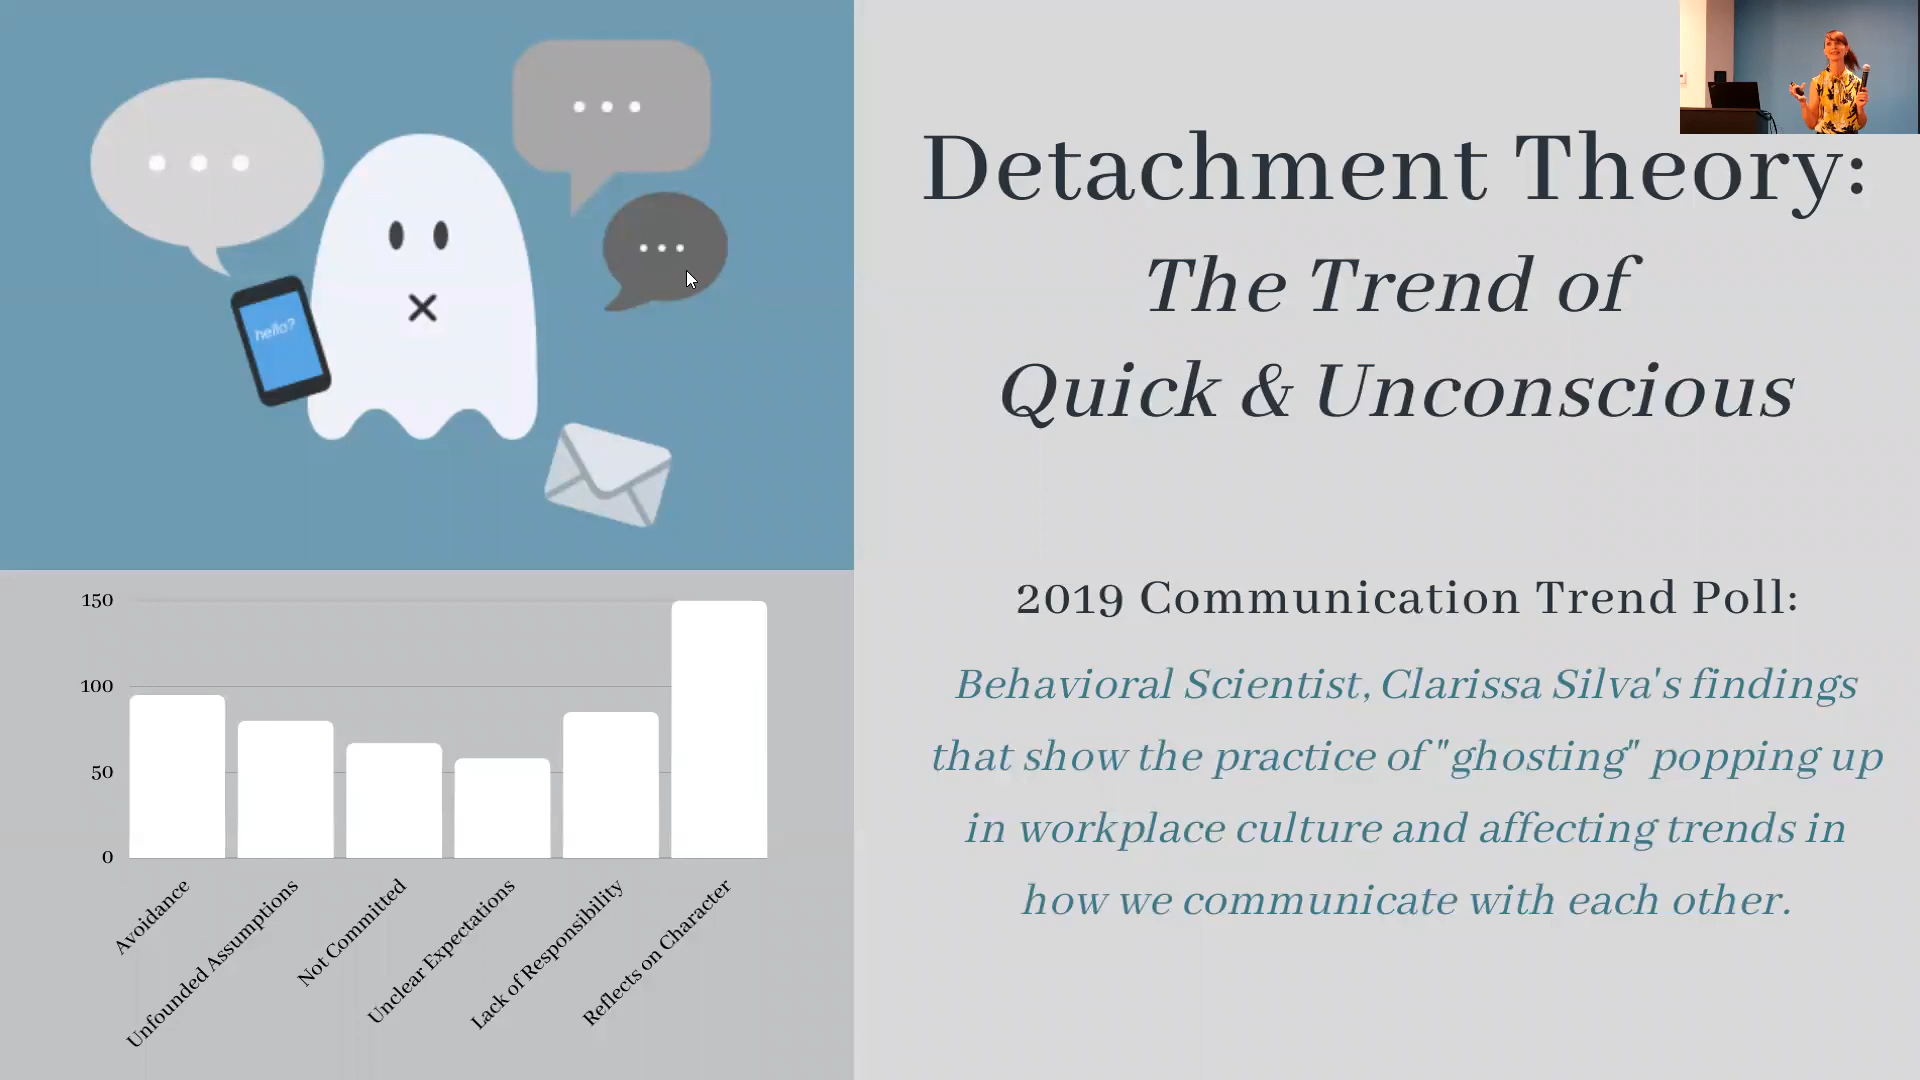 hello?
Detachment Theory:
The Trend of
Quick & Unconscious
2019 Communication Trend Poll:
Behavioral Scientist, Clarissa Silva's findings
that show the practice of "ghosting" popping up
in workplace culture and affecting trends in
how we communicate with each other.
150
100
50
0
Avoidance
Unfounded Assumptions
Not Committed
Unclear Expectations
Lack of Responsibility
Reflects on Character